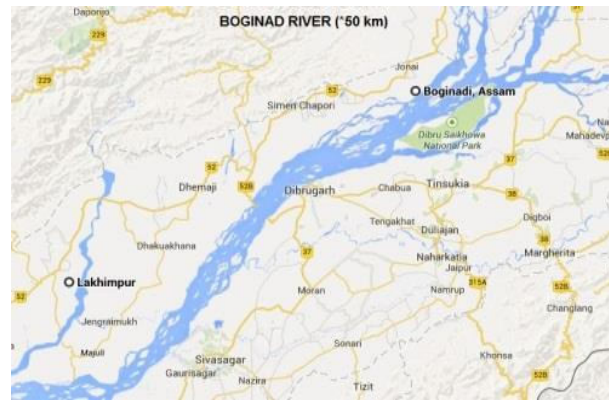 BOGINAD RIVER (~50 km)
Daporijo
229
229
52
Jonai
Boginadi, Assam
Simen Chapori
Dibru Saikhowa
National Park
Mahadevp
52
37
52B
Dhemaji
Dibrugarh
Chabua
Tinsukia
38
Tengakhat
Duliajan
Digboi
Dhakuakhana
37
Naharkatia
38
Margherita
Jaipur
Lakhimpur
52
Moran
Namrup
315A
52B
Changlang
Jengraimukh
Majuli
Sonari
Sivasagar
Khonsa
Gaurisagar
Nazira
Tizit
52B